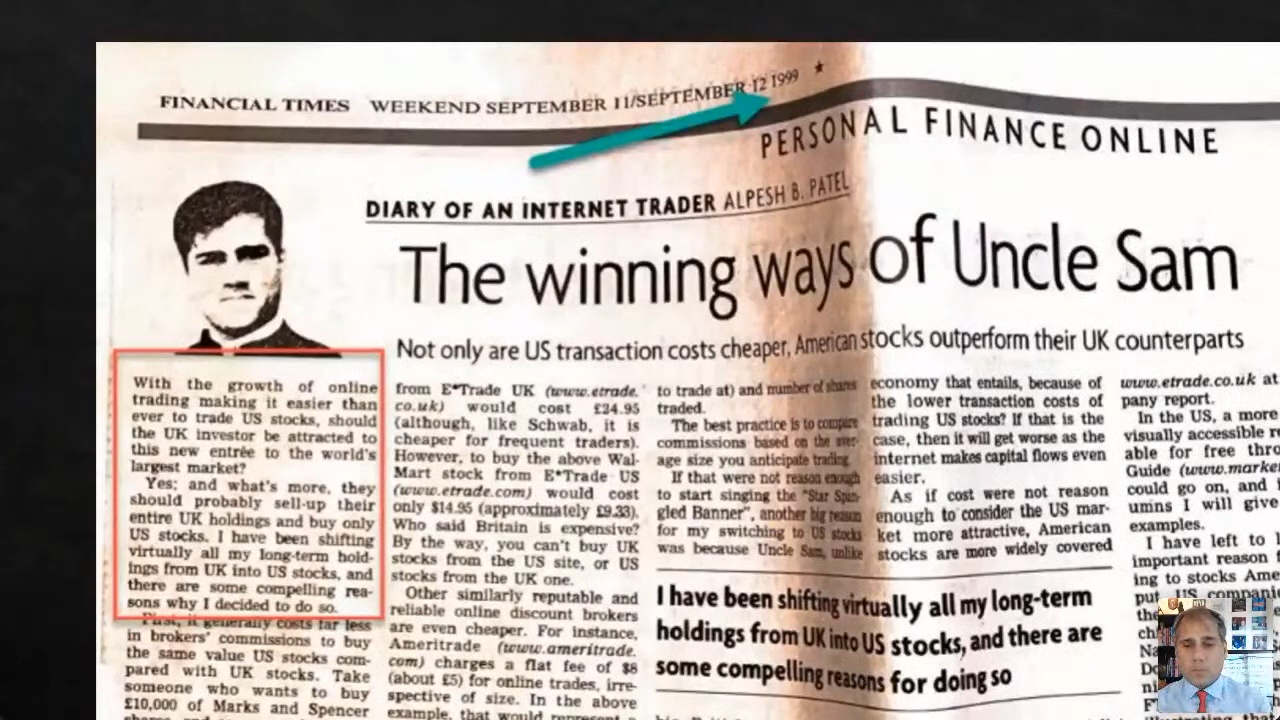 FINANCIAL TIMES WEEKEND SEPTEMBER 11/SEPTEMBER 12 1999
PERSONAL FINANCE ONLINE
DIARY OF AN INTERNET TRADER ALPESH B. PATEL
The winning ways of Uncle Sam
Not only are US transaction costs cheaper, American stocks outperform their UK counterparts
With the growth of online
trading making it easier than
ever to trade US stocks, should
the UK investor be attracted to
this new entrée to the world's
largest market?
Yes; and what's more, they
should probably sell-up their
entire UK holdings and buy only
US stocks. I have been shifting
virtually all my long-term hold-
ings from UK into US stocks, and
there are some compelling rea-
sons why I decided to do so.
First, it generally costs far less
in brokers' commissions to buy
the same value US stocks com-
pared with UK stocks. Take
someone who wants to buy
£10,000 of Marks and Spencer
from E*Trade UK (www.etrade.
co.uk) would cost £24.95
(although, like Schwab, it is
cheaper for frequent traders).
However, to buy the above Wal-
Mart stock from E*Trade US
(www.etrade.com) would cost
only $14.95 (approximately £9.33).
Who said Britain is expensive?
By the way, you can't buy UK
stocks from the US site, or US
stocks from the UK one.
Other similarly reputable and
reliable online discount brokers
are even cheaper. For instance,
Ameritrade (www.ameritrade.
com) charges a flat fee of $8
(about £5) for online trades, irre-
spective of size. In the above
example, that would represent a
to trade at) and number of shares
traded.
The best practice is to compare
commissions based on the aver-
age size you anticipate trading.
If that were not reason enough
to start singing the "Star Span-
gled Banner", another big reason
for my switching to US stocks
was because Uncle Sam, unlike
I have been shifting virtually all my long-term
holdings from UK into US stocks, and there are
some compelling reasons for doing so
economy that entails, because of
the lower transaction costs of
trading US stocks? If that is the
case, then it will get worse as the
internet makes capital flows even
easier.
As if cost were not reason
enough to consider the US mar-
ket more attractive, American
stocks are more widely covered
www.etrade.co.uk at
pany report.
In the US, a more
visually accessible
able for free
Guide (www.market
could go on, and
umns I will give
examples.
I have left to
important reason
ing to stocks
put, US